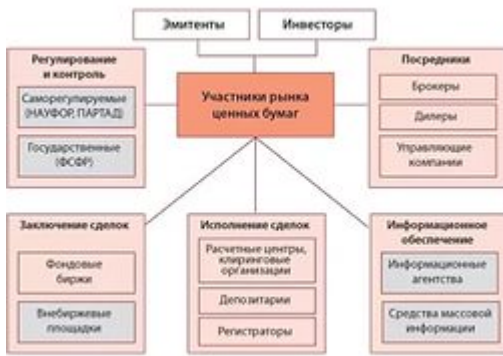 Эмитенты
Инвесторы
Регулирование
и контроль
Саморегулируемые
(НАУФОР, ПАРТАД)
Государственные
(ФСФР)
Участники рынка
ценных бумаг
Посредники
Брокеры
Дилеры
Управляющие
компании
Заключение сделок
Фондовые
биржи
Внебиржевые
площадки
Исполнение сделок
Расчетные центры,
клиринговые
организации
Депозитарии
Регистраторы
Информационное
обеспечение
Информационные
агентства
Средства массовой
информации